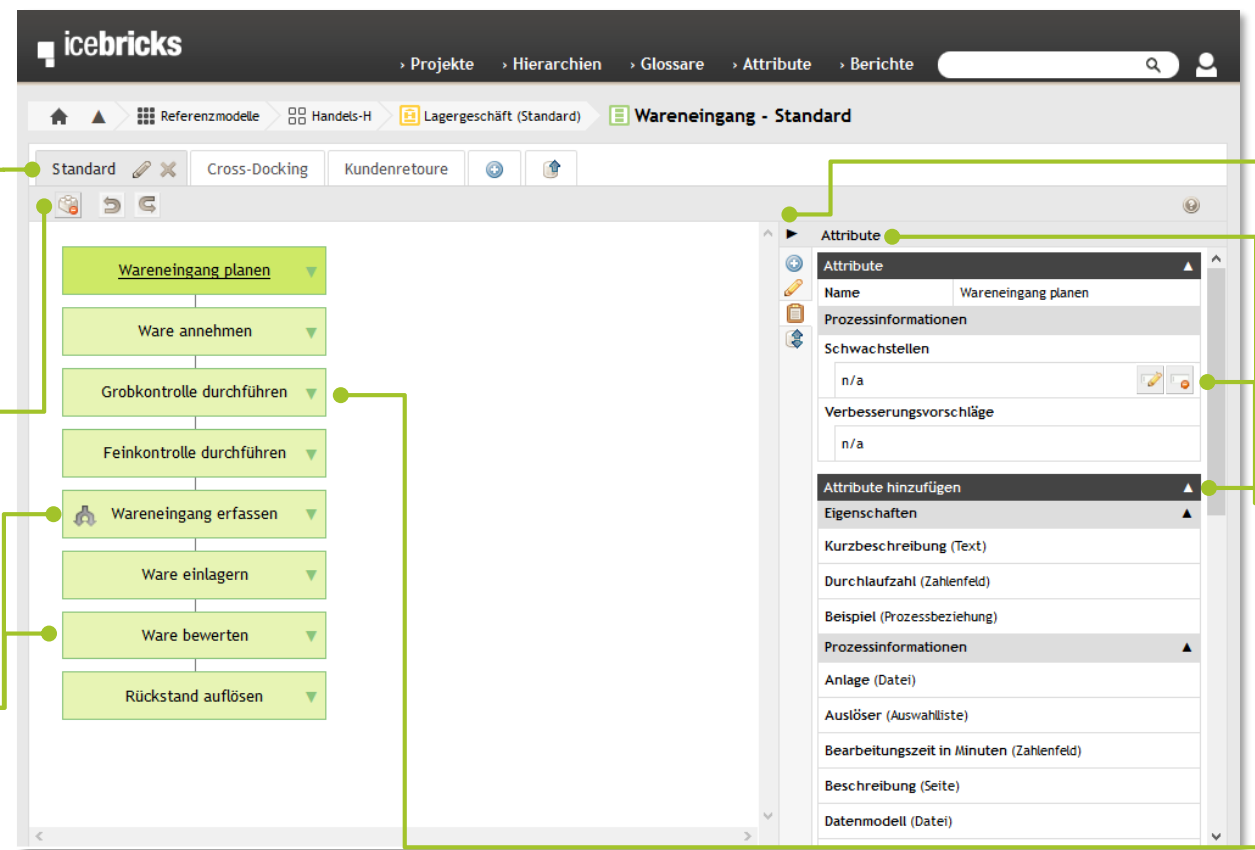 icebricks
› Projekte › Hierarchien › Glossare › Attribute › Berichte
Referenzmodelle Handels-H Lagergeschäft (Standard) Wareneingang - Standard
Standard Cross-Docking Kundenretoure
Attribute
Wareneingang planen
Ware annehmen
Grobkontrolle durchführen
Feinkontrolle durchführen
Wareneingang erfassen
Ware einlagern
Ware bewerten
Rückstand auflösen
Attribute
Name Wareneingang planen
Prozessinformationen
Schwachstellen
n/a
Verbesserungsvorschläge
n/a
Attribute hinzufügen
Eigenschaften
Kurzbeschreibung (Text)
Durchlaufzahl (Zahlenfeld)
Beispiel (Prozessbeziehung)
Prozessinformationen
Anlage (Datei)
Auslöser (Auswahlliste)
Bearbeitungszeit in Minuten (Zahlenfeld)
Beschreibung (Seite)
Datenmodell (Datei)